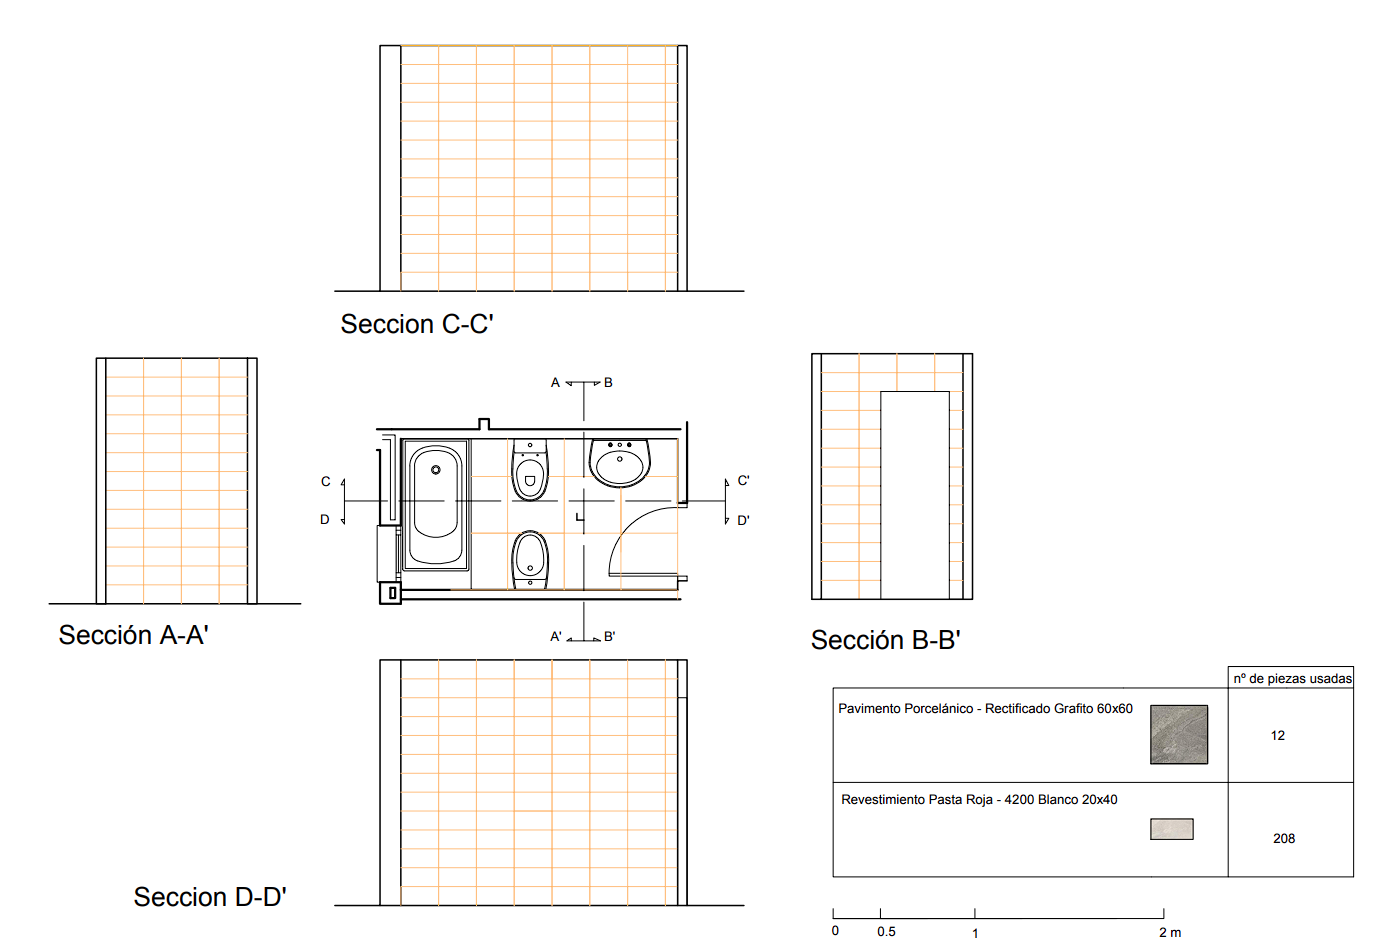 Seccion C-C'
A B
C C'
D D'
A' B'
Sección A-A'
Sección B-B'
nº de piezas usadas
Pavimento Porcelánico - Rectificado Grafito 60x60
12
Revestimiento Pasta Roja - 4200 Blanco 20x40
208
Seccion D-D'
0 0.5 1 2 m